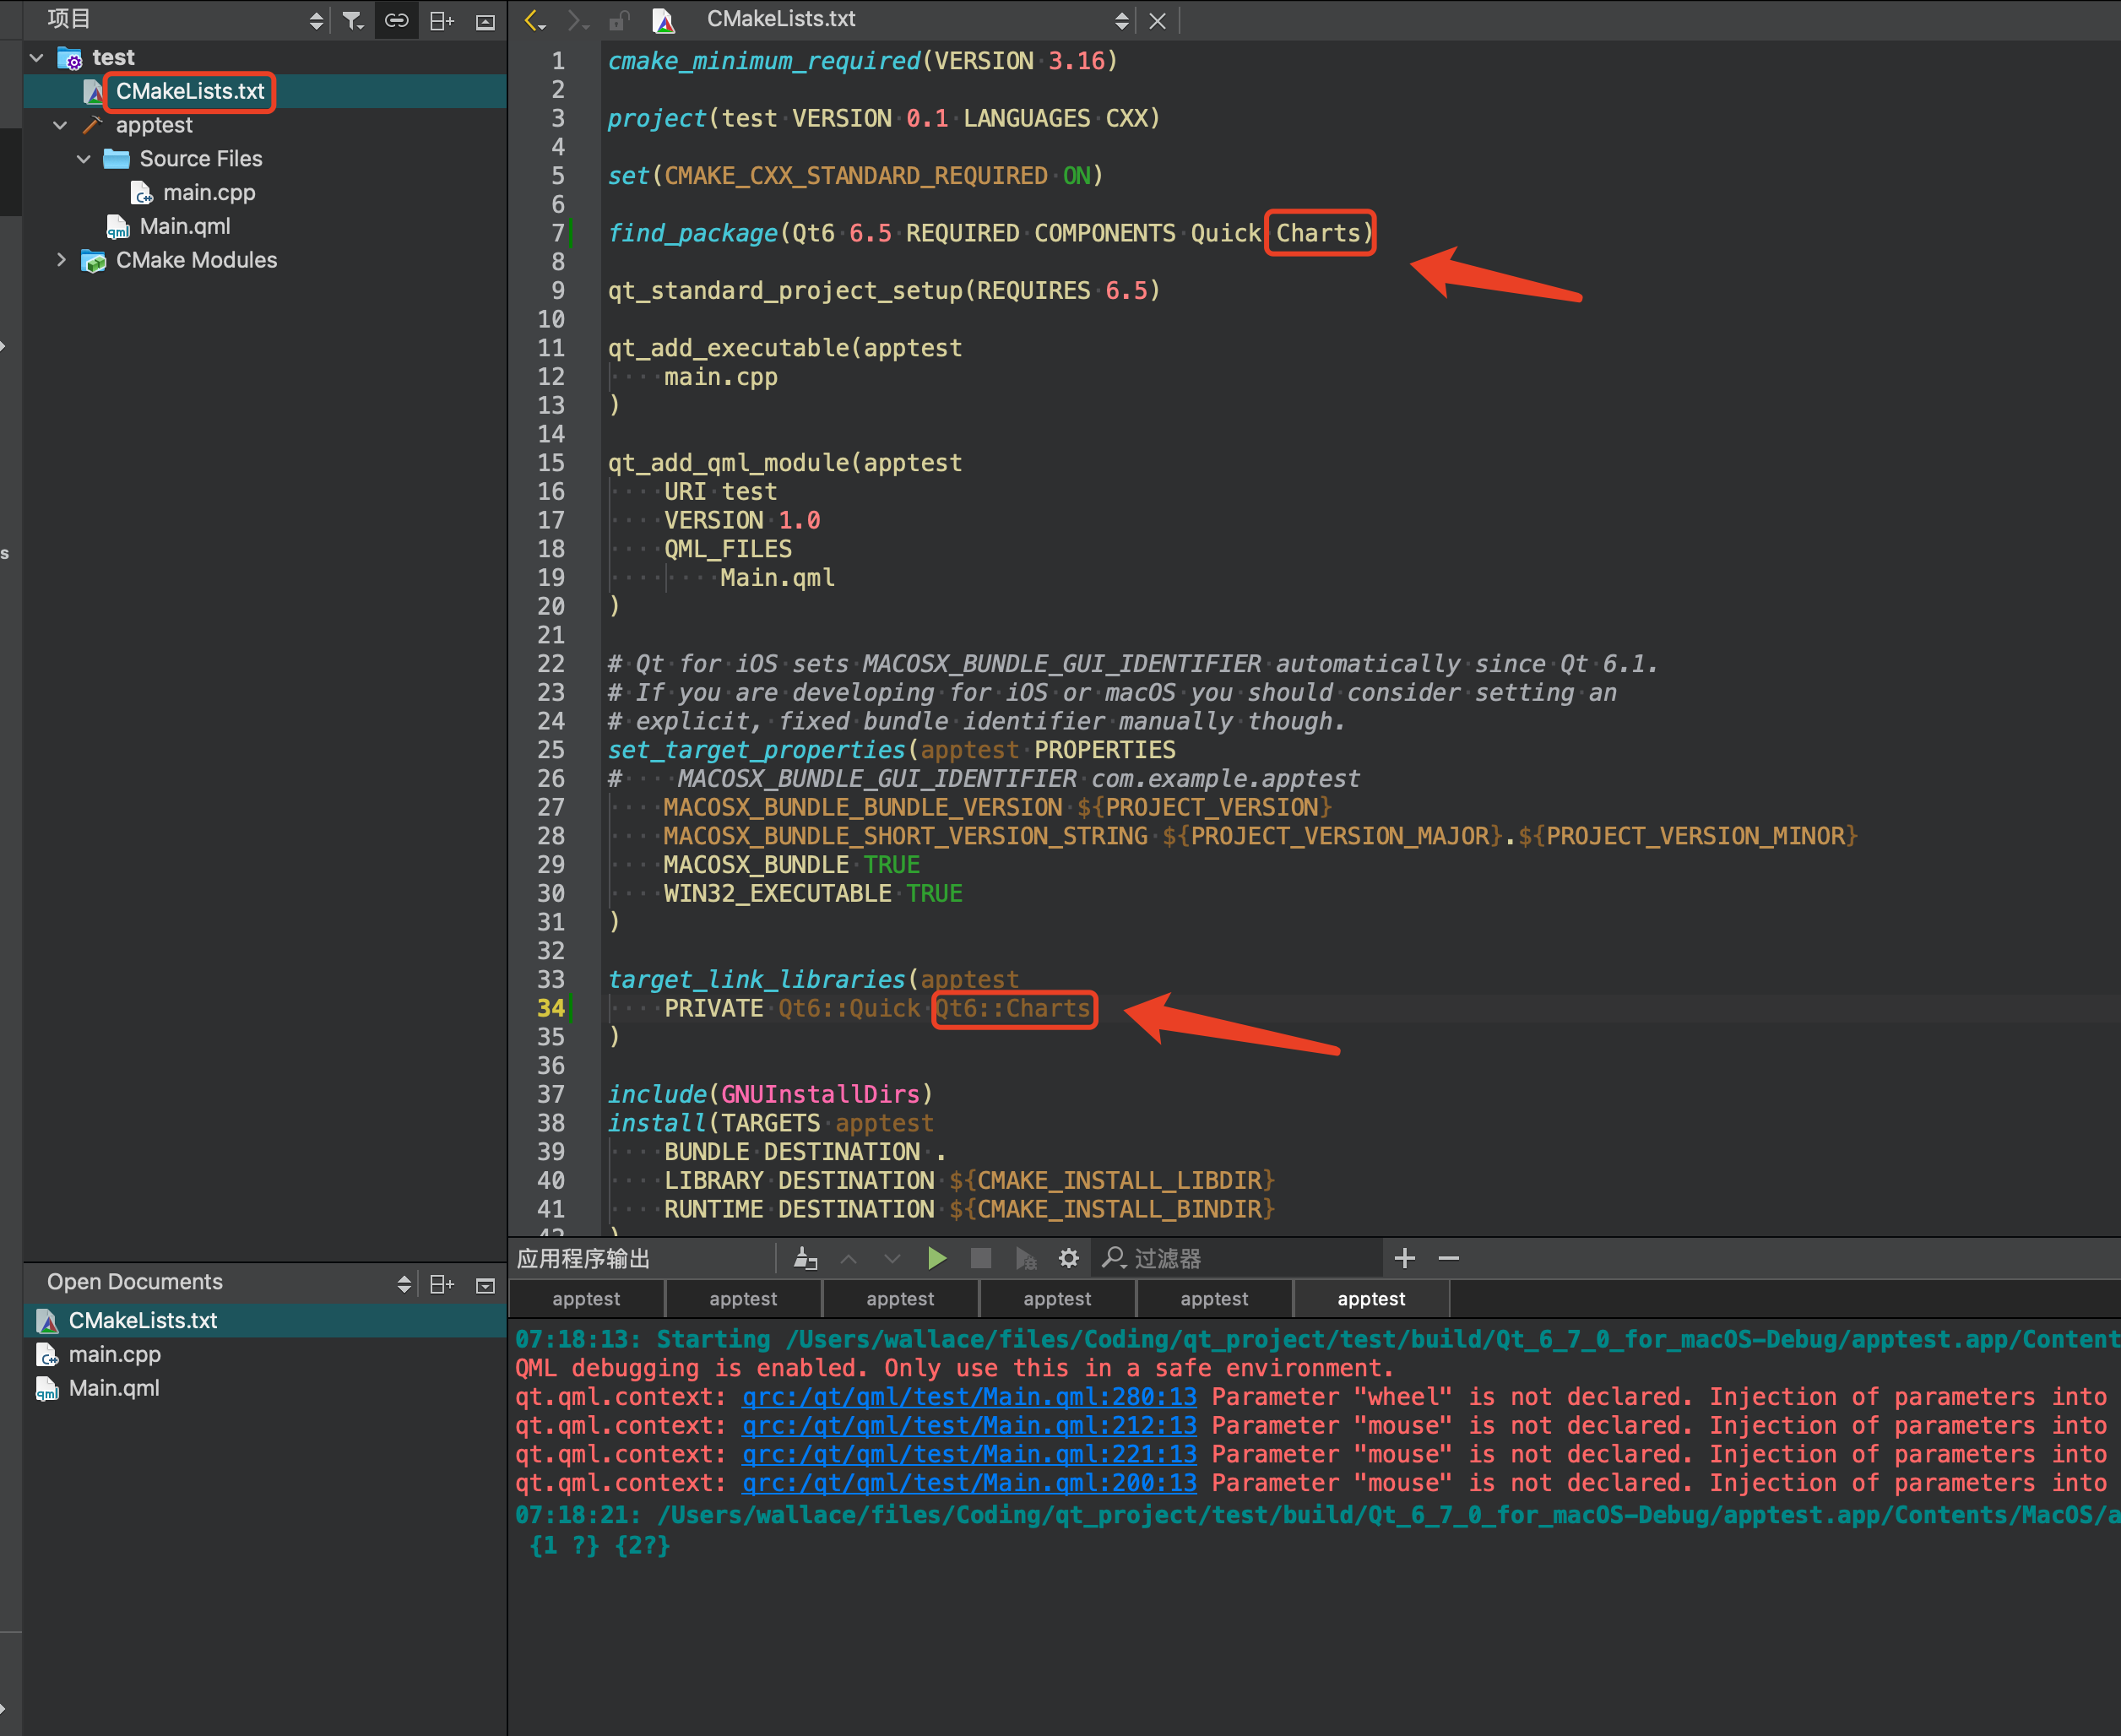 项目
test
CMakeLists.txt
apptest
Source Files
main.cpp
Main.qml
CMake Modules
CMakeLists.txt
1 cmake_minimum_required(VERSION 3.16)
2
3 project(test VERSION 0.1 LANGUAGES CXX)
4
5 set(CMAKE_CXX_STANDARD_REQUIRED ON)
6
7 find_package(Qt6 6.5 REQUIRED COMPONENTS Quick Charts)
8
9 qt_standard_project_setup(REQUIRES 6.5)
10
11 qt_add_executable(apptest
12     main.cpp
13 )
14
15 qt_add_qml_module(apptest
16     URI test
17     VERSION 1.0
18     QML_FILES
19         Main.qml
20 )
21
22 # Qt for iOS sets MACOSX_BUNDLE_GUI_IDENTIFIER automatically since Qt 6.1.
23 # If you are developing for iOS or macOS you should consider setting an
24 # explicit, fixed bundle identifier manually though.
25 set_target_properties(apptest PROPERTIES
26 #    MACOSX_BUNDLE_GUI_IDENTIFIER com.example.apptest
27     MACOSX_BUNDLE_BUNDLE_VERSION ${PROJECT_VERSION}
28     MACOSX_BUNDLE_SHORT_VERSION_STRING ${PROJECT_VERSION_MAJOR}.${PROJECT_VERSION_MINOR}
29     MACOSX_BUNDLE TRUE
30     WIN32_EXECUTABLE TRUE
31 )
32
33 target_link_libraries(apptest
34     PRIVATE Qt6::Quick Qt6::Charts
35 )
36
37 include(GNUInstallDirs)
38 install(TARGETS apptest
39     BUNDLE DESTINATION .
40     LIBRARY DESTINATION ${CMAKE_INSTALL_LIBDIR}
41     RUNTIME DESTINATION ${CMAKE_INSTALL_BINDIR}
42 )
s
Open Documents
CMakeLists.txt
main.cpp
Main.qml
应用程序输出 过滤器
apptest apptest apptest apptest apptest apptest
07:18:13: Starting /Users/wallace/files/Coding/qt_project/test/build/Qt_6_7_0_for_macOS-Debug/apptest.app/Content
QML debugging is enabled. Only use this in a safe environment.
qt.qml.context: qrc:/qt/qml/test/Main.qml:280:13 Parameter "wheel" is not declared. Injection of parameters into
qt.qml.context: qrc:/qt/qml/test/Main.qml:212:13 Parameter "mouse" is not declared. Injection of parameters into
qt.qml.context: qrc:/qt/qml/test/Main.qml:221:13 Parameter "mouse" is not declared. Injection of parameters into
qt.qml.context: qrc:/qt/qml/test/Main.qml:200:13 Parameter "mouse" is not declared. Injection of parameters into
07:18:21: /Users/wallace/files/Coding/qt_project/test/build/Qt_6_7_0_for_macOS-Debug/apptest.app/Contents/MacOS/a
{1 ?} {2?}